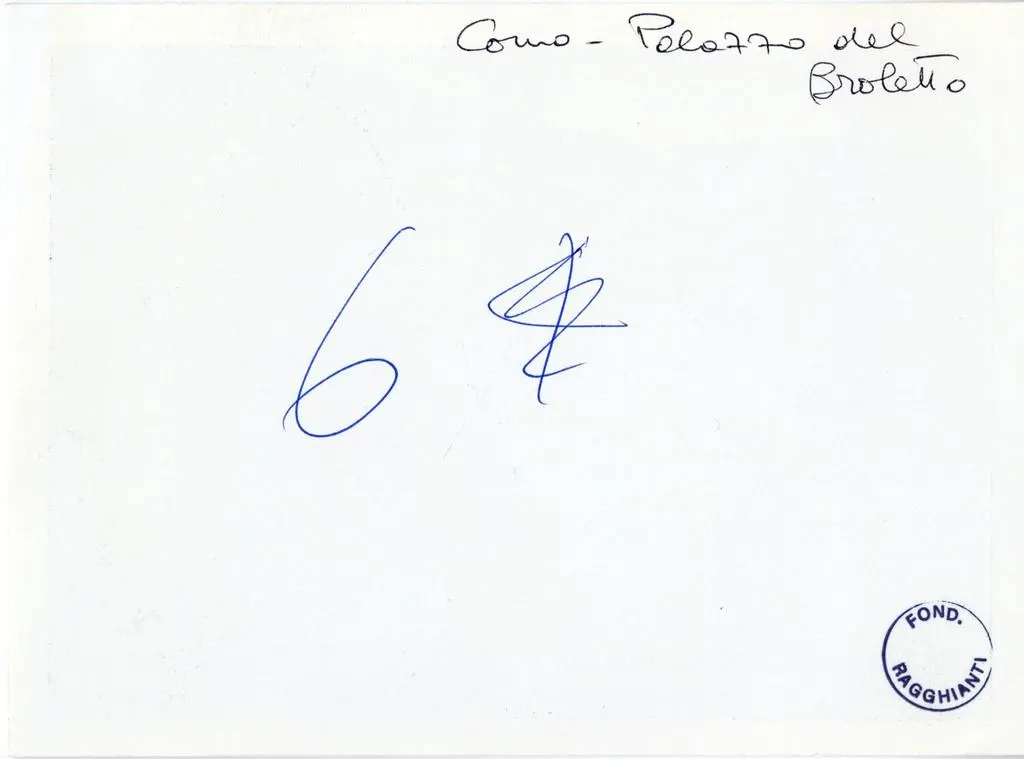 Como - Palazzo del
Broletto
6
FOND.
RAGGHIANTI